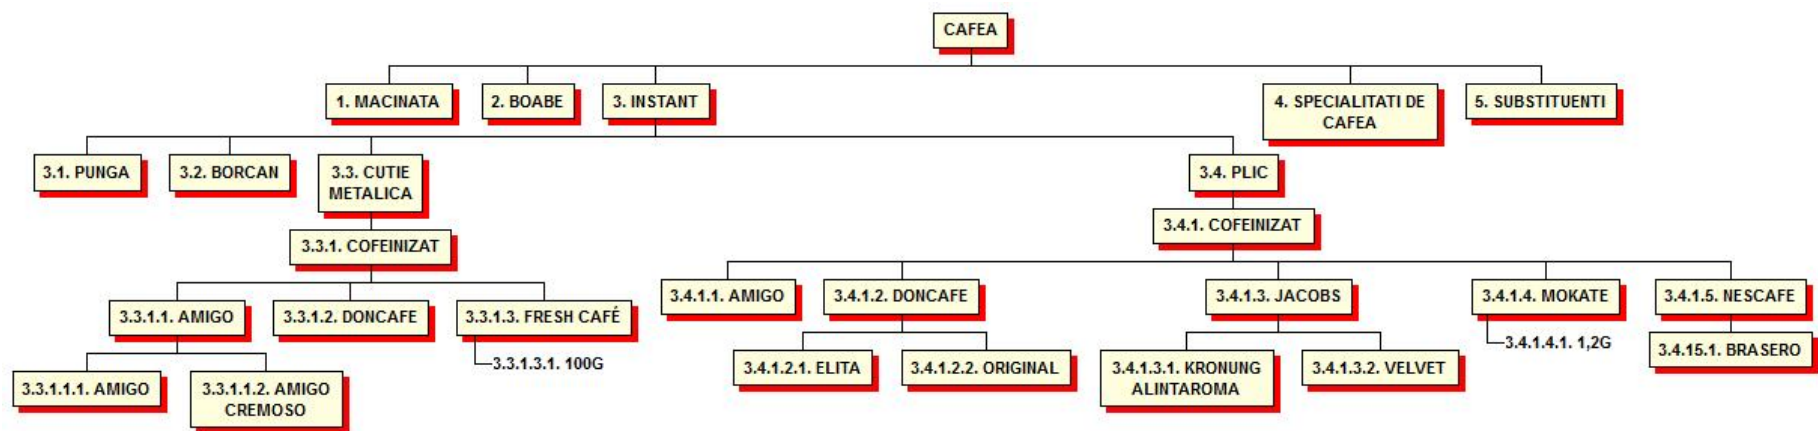 CAFEA
1. MACINATA
2. BOABE
3. INSTANT
4. SPECIALITATI DE
CAFEA
5. SUBSTITUENTI
3.1. PUNGA
3.2. BORCAN
3.3. CUTIE
METALICA
3.4. PLIC
3.3.1. COFEINIZAT
3.4.1. COFEINIZAT
3.3.1.1. AMIGO
3.3.1.2. DONCAFE
3.3.1.3. FRESH CAFÉ
3.4.1.1. AMIGO
3.4.1.2. DONCAFE
3.4.1.3. JACOBS
3.4.1.4. MOKATE
3.4.1.5. NESCAFE
3.3.1.1.1. AMIGO
3.3.1.1.2. AMIGO
CREMOSO
3.3.1.3.1. 100G
3.4.1.2.1. ELITA
3.4.1.2.2. ORIGINAL
3.4.1.3.1. KRONUNG
ALINTAROMA
3.4.1.3.2. VELVET
3.4.1.4.1. 1,2G
3.4.15.1. BRASERO